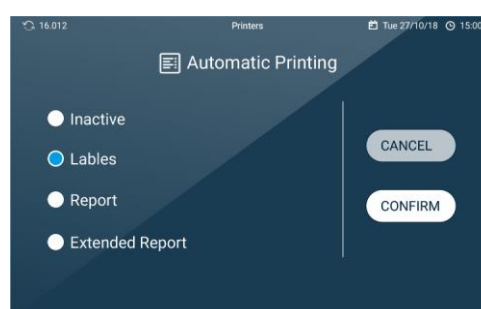 16.012 Printers Tue 27/10/18 15:00
Automatic Printing
Inactive
Lables
Report
Extended Report
CANCEL
CONFIRM